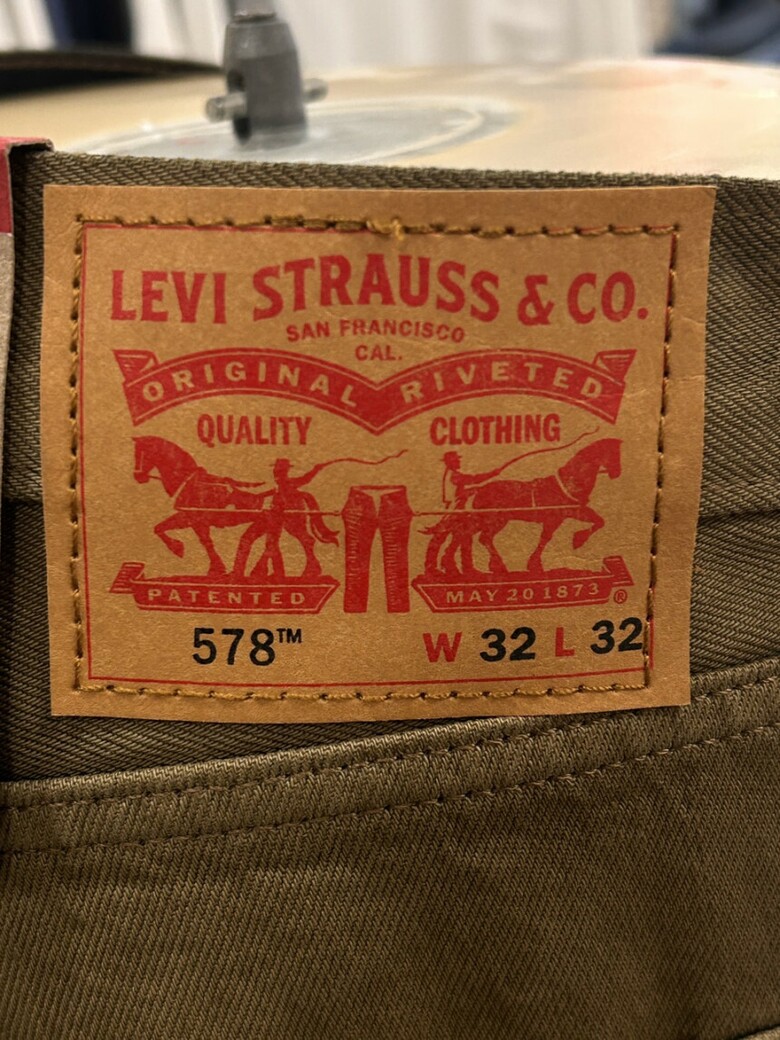 LEVI STRAUSS & CO.
SAN FRANCISCO
CAL.
ORIGINAL RIVETED
QUALITY CLOTHING
PATENTED MAY 20 1873 ®
578™ W 32 L 32